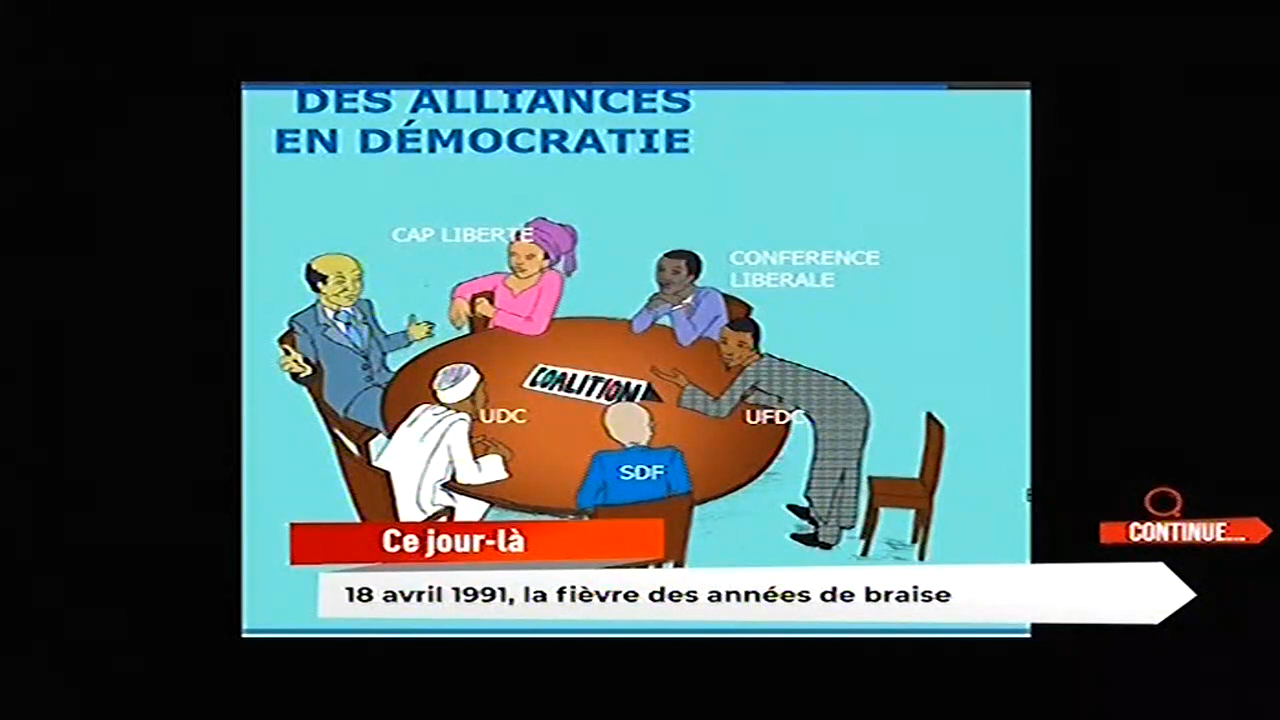 DES ALLIANCES
EN DÉMOCRATIE
CAP LIBERTE
CONFERENCE
LIBERALE
COALITION
UDC
UFDC
SDF
Ce jour-là
CONTINUE...
18 avril 1991, la fièvre des années de braise